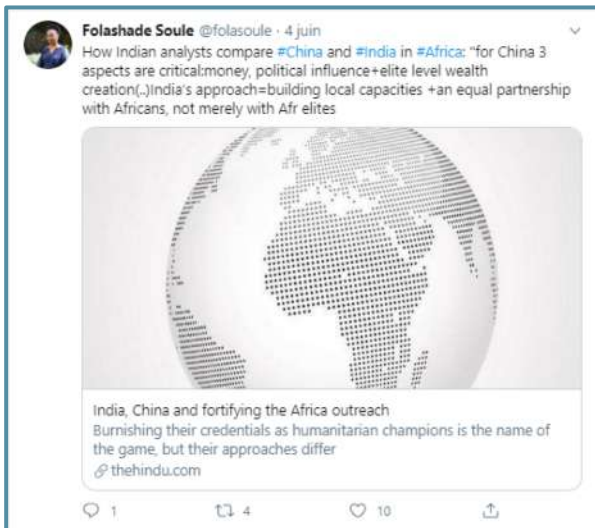 Folashade Soule @folasoule · 4 juin
How Indian analysts compare #China and #India in #Africa: "for China 3
aspects are critical:money, political influence+elite level wealth
creation(..)India's approach=building local capacities +an equal partnership
with Africans, not merely with Afr elites
India, China and fortifying the Africa outreach
Burnishing their credentials as humanitarian champions is the name of
the game, but their approaches differ
thehindu.com
1 4 10